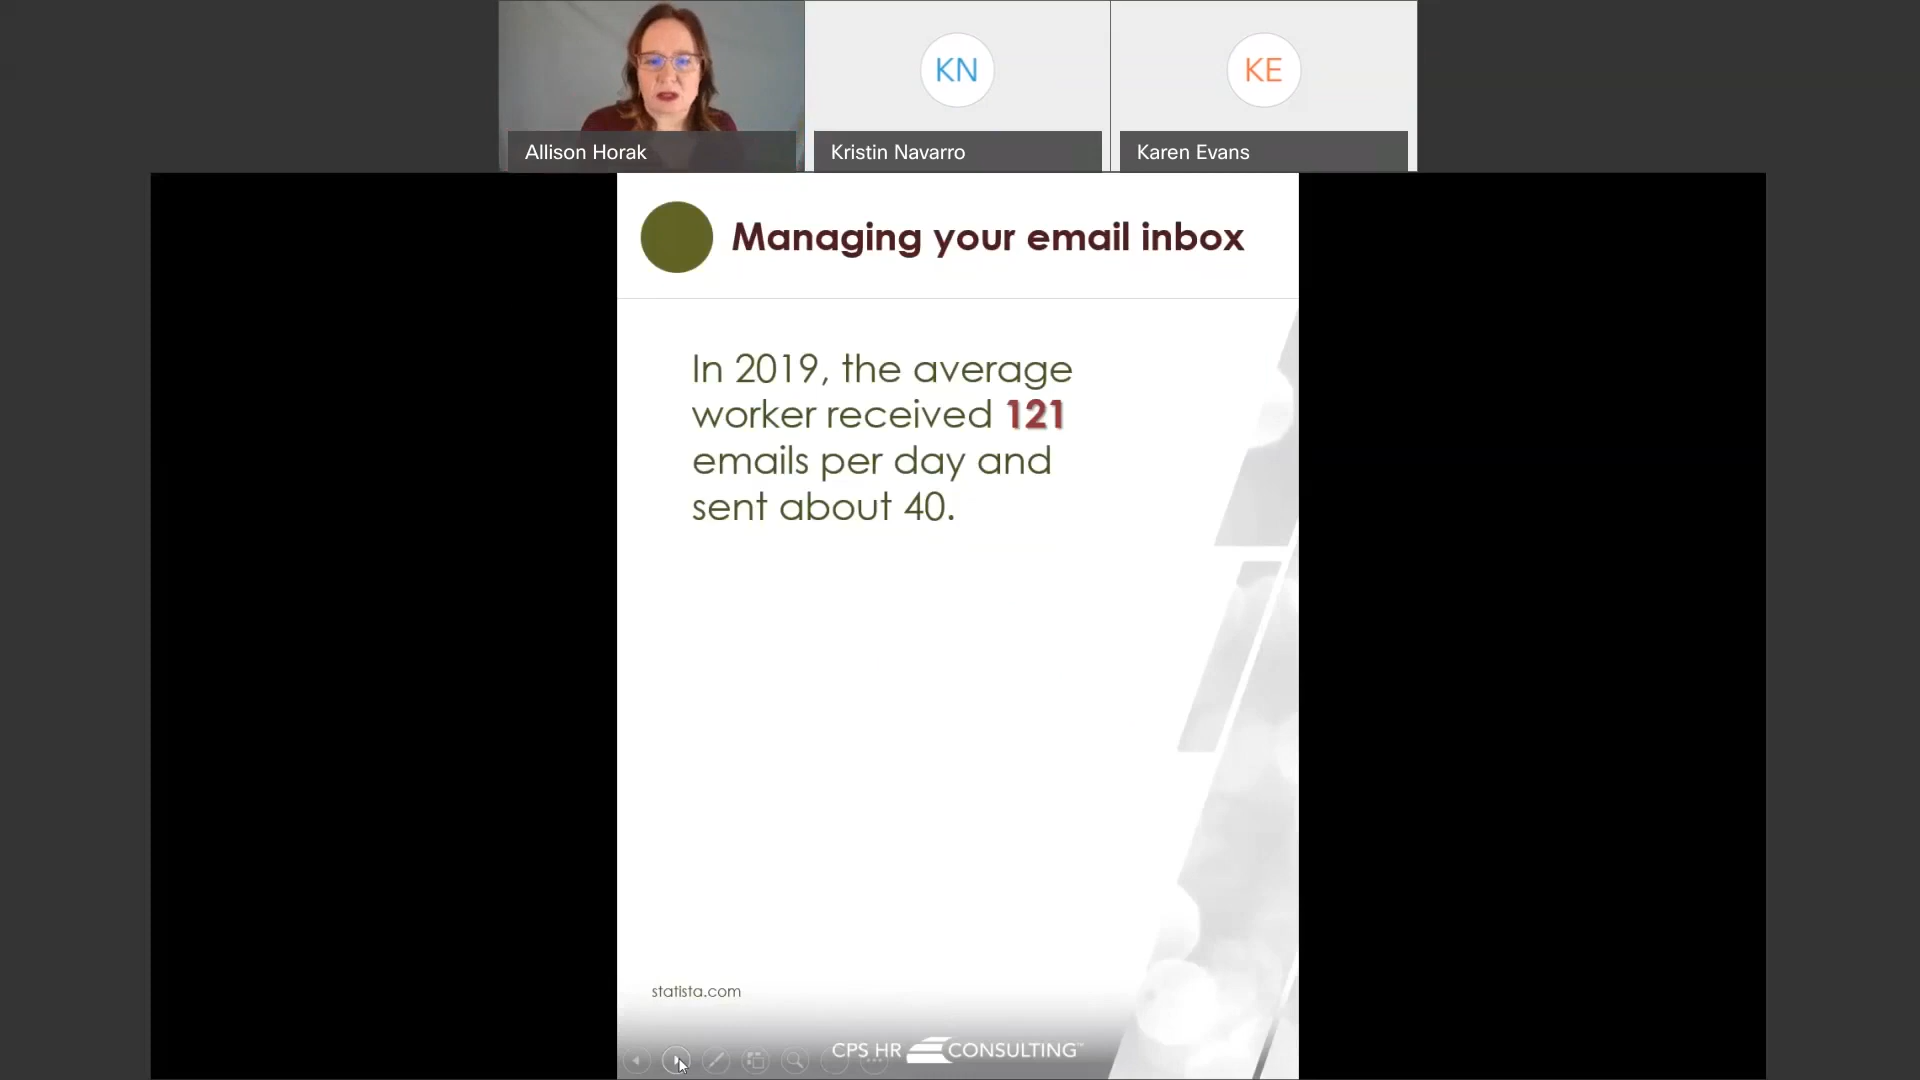 KN
KE
Allison Horak
Kristin Navarro
Karen Evans
Managing your email inbox
In 2019, the average
worker received 121
emails per day and
sent about 40.
statista.com
CPS HR CONSULTING™